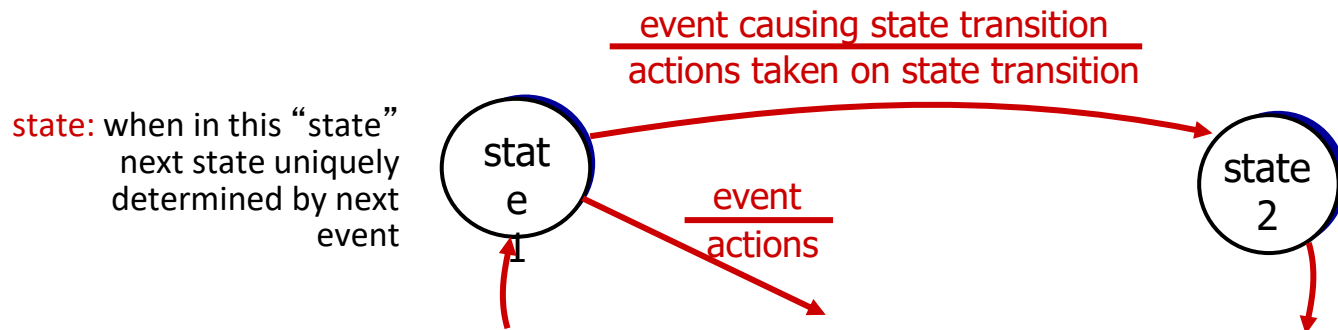 event causing state transition
actions taken on state transition
state: when in this “state”
next state uniquely
determined by next
event
stat
e
1
event
actions
state
2